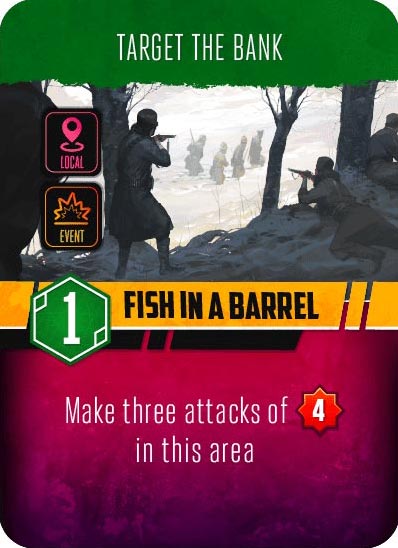 TARGET THE BANK
LOCAL
EVENT
1 FISH IN A BARREL
Make three attacks of 4
in this area